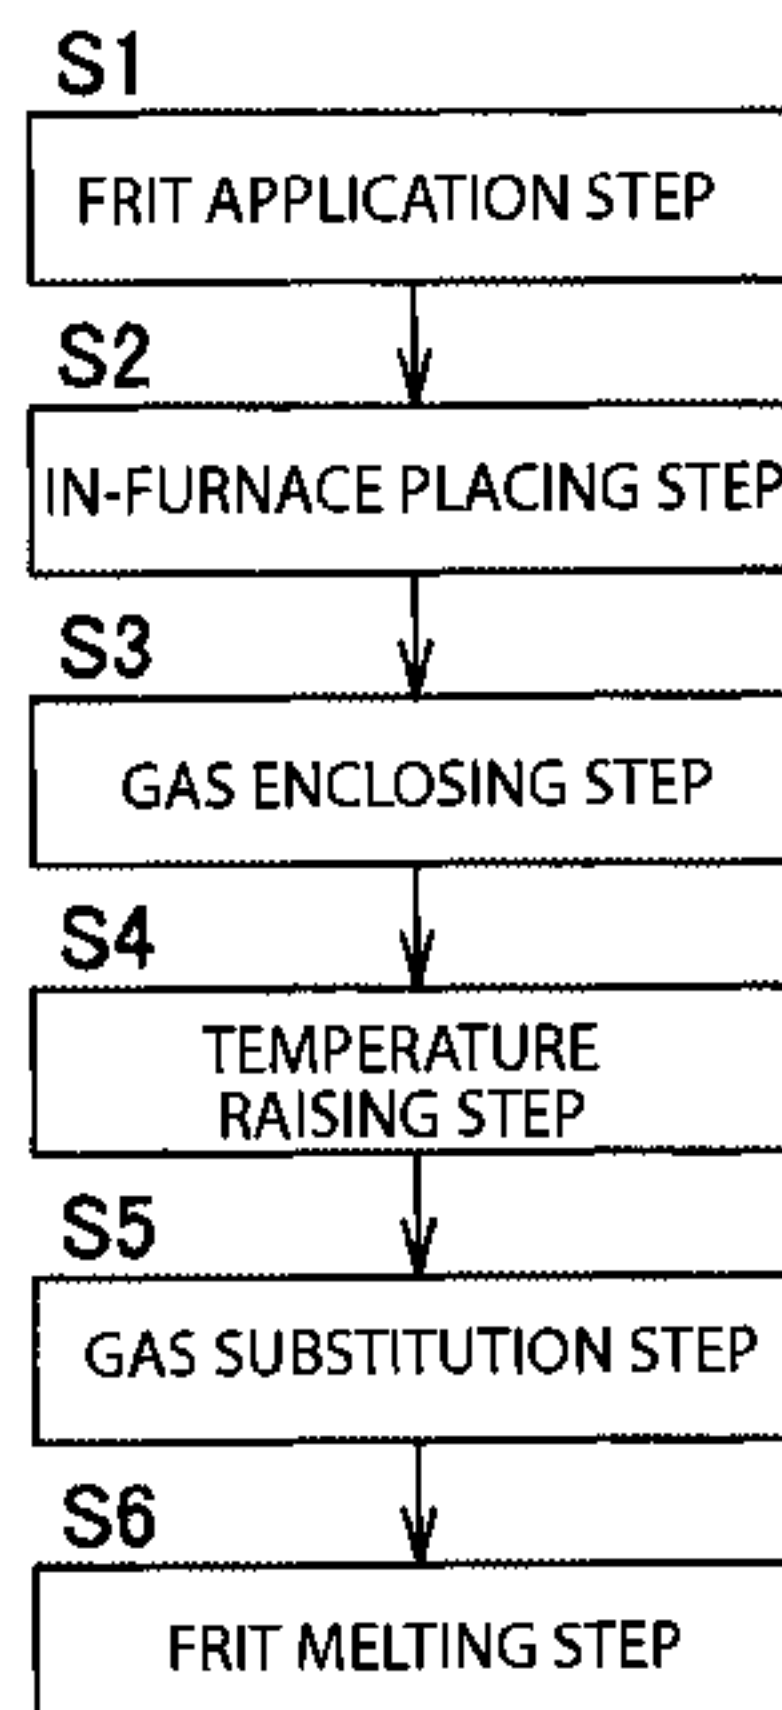 S1
FRIT APPLICATION STEP
S2
IN-FURNACE PLACING STEP
S3
GAS ENCLOSING STEP
S4
TEMPERATURE
RAISING STEP
S5
GAS SUBSTITUTION STEP
S6
FRIT MELTING STEP